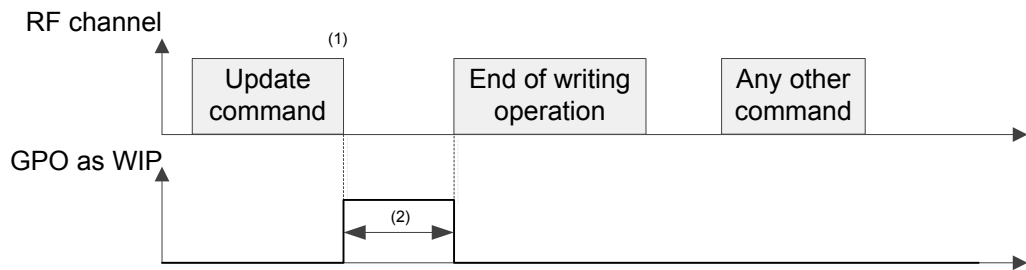 RF channel
(1)
Update
command
End of writing
operation
Any other
command
GPO as WIP
(2)